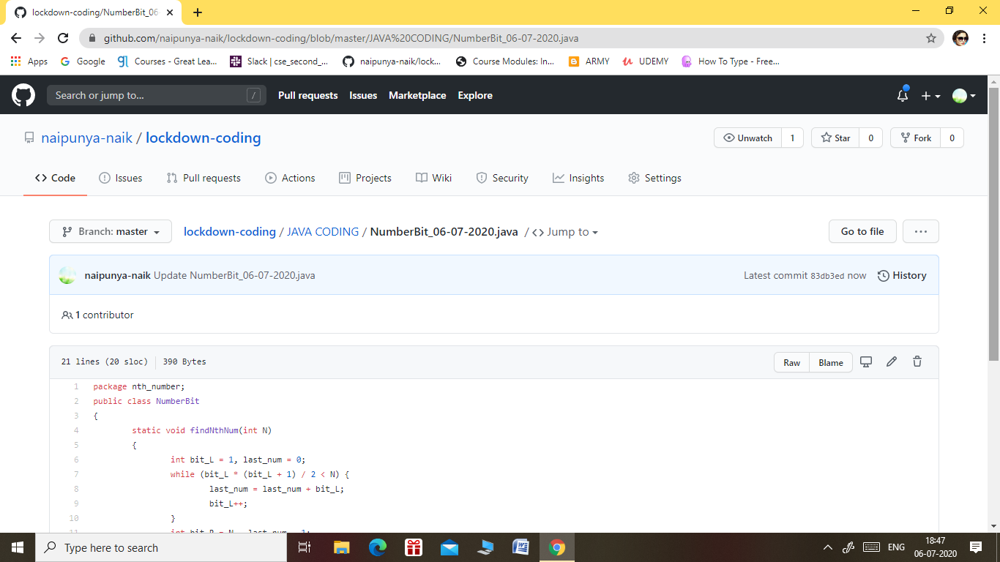 lockdown-coding/NumberBit_06
github.com/naipunya-naik/lockdown-coding/blob/master/JAVA%20CODING/NumberBit_06-07-2020.java
Apps Google Courses - Great Lea... Slack | cse_second_... naipunya-naik/lock... Course Modules: In... ARMY UDEMY How To Type - Free...
Search or jump to... / Pull requests Issues Marketplace Explore
naipunya-naik / lockdown-coding Unwatch 1 Star 0 Fork 0
Code Issues Pull requests Actions Projects Wiki Security Insights Settings
Branch: master lockdown-coding / JAVA CODING / NumberBit_06-07-2020.java / <> Jump to Go to file ...
naipunya-naik Update NumberBit_06-07-2020.java Latest commit 83db3ed now History
1 contributor
21 lines (20 sloc) 390 Bytes Raw Blame
1 package nth_number;
2 public class NumberBit
3 {
4 static void findNthNum(int N)
5 {
6 int bit_L = 1, last_num = 0;
7 while (bit_L * (bit_L + 1) / 2 < N) {
8 last_num = last_num + bit_L;
9 bit_L++;
10 }
11 int bit_R = N - last_num - 1;
Type here to search ENG 18:47
06-07-2020